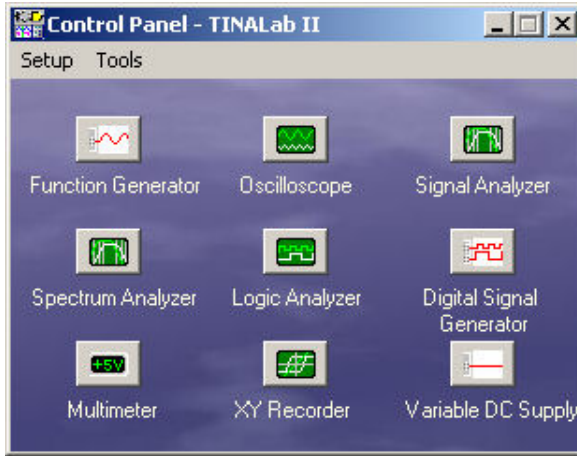 Control Panel - TINALab II
Setup Tools
Function Generator
Oscilloscope
Signal Analyzer
Spectrum Analyzer
Logic Analyzer
Digital Signal
Generator
+5V
Multimeter
XY Recorder
Variable DC Supply